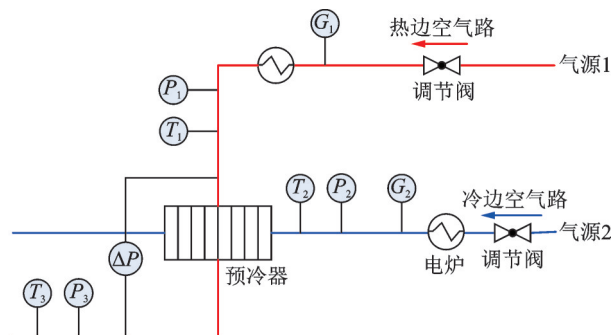 G₁
热边空气路
气源1
调节阀
P₁
T₁
T₂
P₂
G₂
冷边空气路
气源2
调节阀
电炉
预冷器
ΔP
T₃
P₃